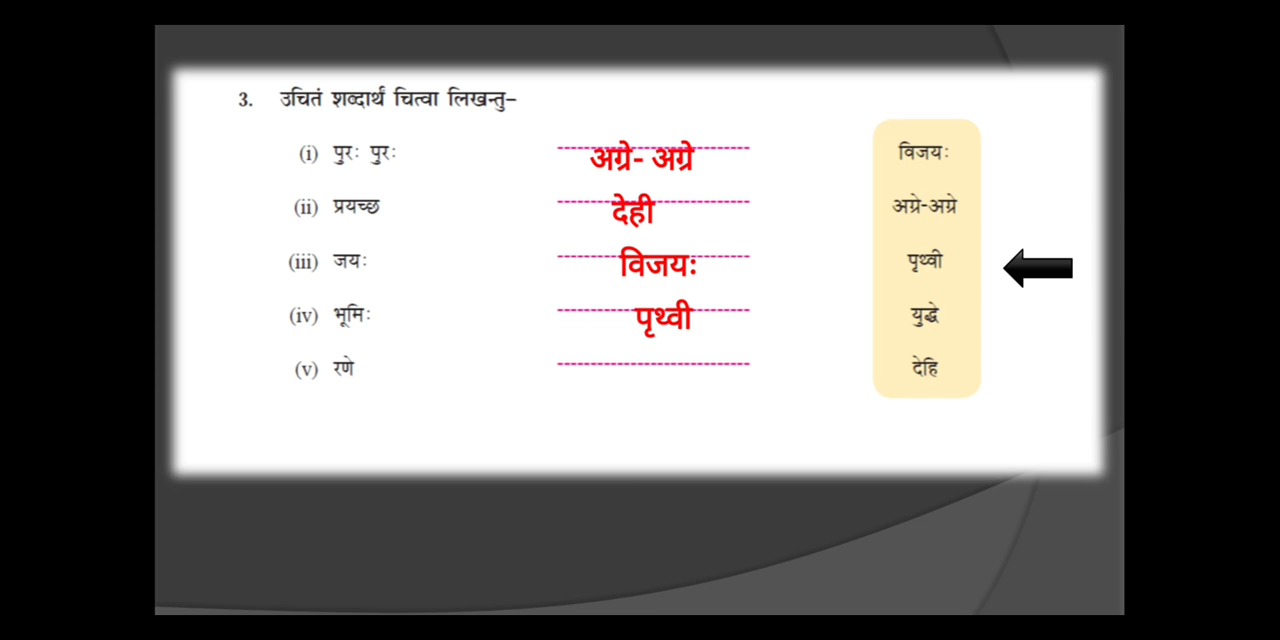 3. उचितं शब्दार्थं चित्वा लिखन्तु–
(i) पुरः पुरः अग्रे- अग्रे विजयः
(ii) प्रयच्छ देही अग्रे-अग्रे
(iii) जयः विजयः पृथ्वी
(iv) भूमिः पृथ्वी युद्धे
(v) रणे देहि